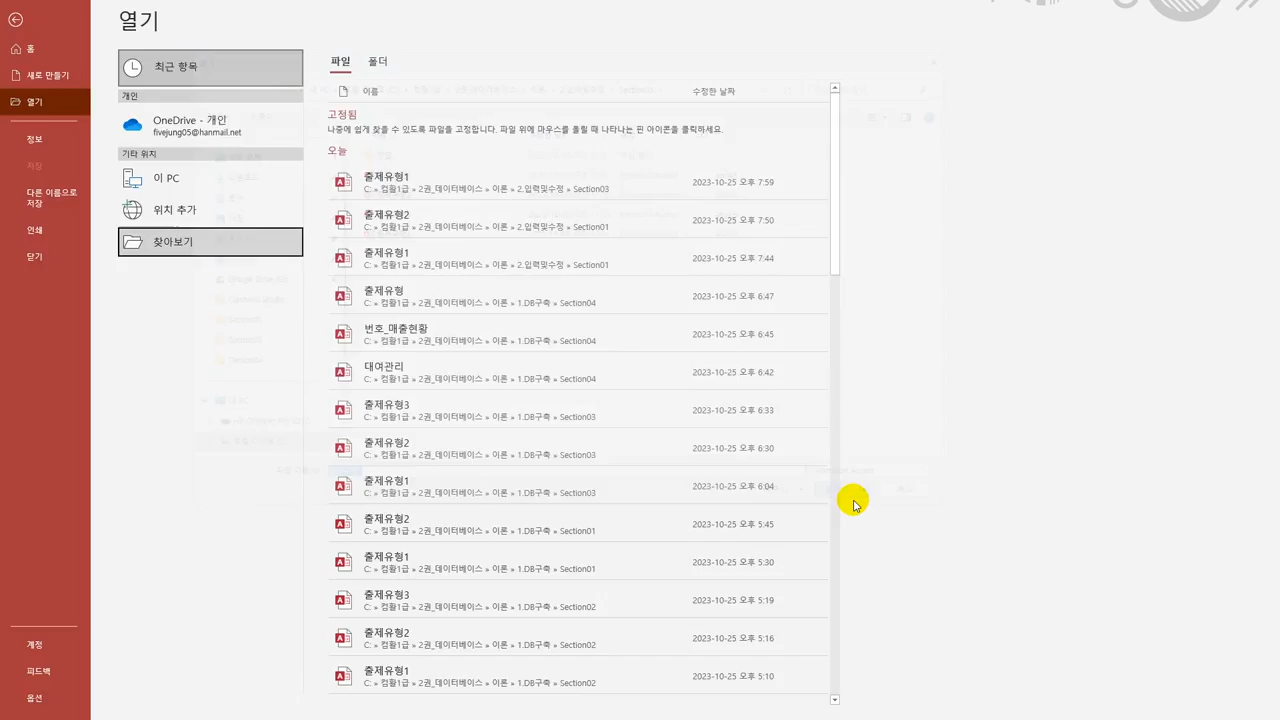 열기
홈
새로 만들기
열기
정보
저장
다른 이름으로
저장
인쇄
닫기
계정
피드백
옵션
최근 항목
개인
OneDrive - 개인
fivejung05@hanmail.net
기타 위치
이 PC
위치 추가
찾아보기
파일 폴더
이름 수정한 날짜
고정됨
나중에 쉽게 찾을 수 있도록 파일을 고정합니다. 파일 위에 마우스를 올릴 때 나타나는 핀 아이콘을 클릭하세요.
오늘
출제유형1
C: » 컴활1급 » 2권_데이터베이스 » 이론 » 2.입력및수정 » Section03
2023-10-25 오후 7:59
출제유형2
C: » 컴활1급 » 2권_데이터베이스 » 이론 » 2.입력및수정 » Section01
2023-10-25 오후 7:50
출제유형1
C: » 컴활1급 » 2권_데이터베이스 » 이론 » 2.입력및수정 » Section01
2023-10-25 오후 7:44
출제유형
C: » 컴활1급 » 2권_데이터베이스 » 이론 » 1.DB구축 » Section04
2023-10-25 오후 6:47
번호_매출현황
C: » 컴활1급 » 2권_데이터베이스 » 이론 » 1.DB구축 » Section04
2023-10-25 오후 6:45
대여관리
C: » 컴활1급 » 2권_데이터베이스 » 이론 » 1.DB구축 » Section04
2023-10-25 오후 6:42
출제유형3
C: » 컴활1급 » 2권_데이터베이스 » 이론 » 1.DB구축 » Section03
2023-10-25 오후 6:33
출제유형2
C: » 컴활1급 » 2권_데이터베이스 » 이론 » 1.DB구축 » Section03
2023-10-25 오후 6:30
출제유형1
C: » 컴활1급 » 2권_데이터베이스 » 이론 » 1.DB구축 » Section03
2023-10-25 오후 6:04
출제유형2
C: » 컴활1급 » 2권_데이터베이스 » 이론 » 1.DB구축 » Section01
2023-10-25 오후 5:45
출제유형1
C: » 컴활1급 » 2권_데이터베이스 » 이론 » 1.DB구축 » Section01
2023-10-25 오후 5:30
출제유형3
C: » 컴활1급 » 2권_데이터베이스 » 이론 » 1.DB구축 » Section02
2023-10-25 오후 5:19
출제유형2
C: » 컴활1급 » 2권_데이터베이스 » 이론 » 1.DB구축 » Section02
2023-10-25 오후 5:16
출제유형1
C: » 컴활1급 » 2권_데이터베이스 » 이론 » 1.DB구축 » Section02
2023-10-25 오후 5:10